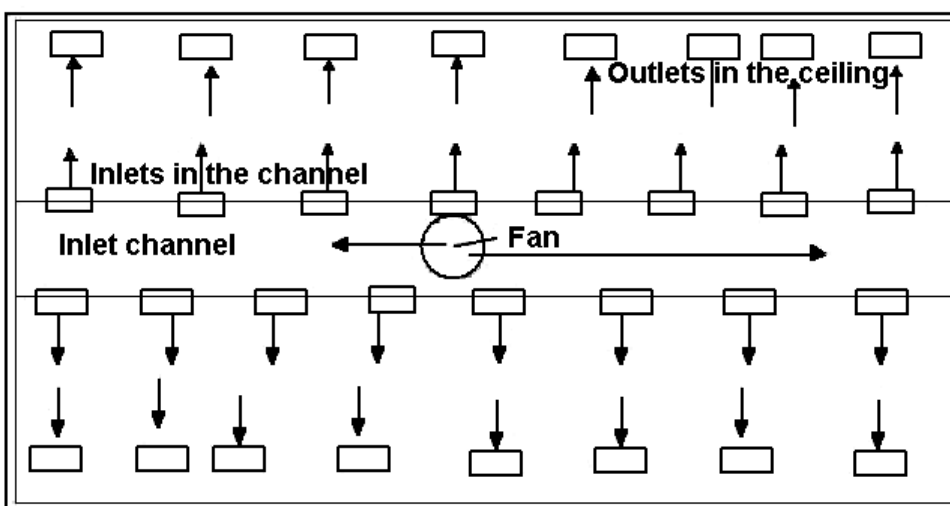 Outlets in the ceiling
Inlets in the channel
Inlet channel
Fan